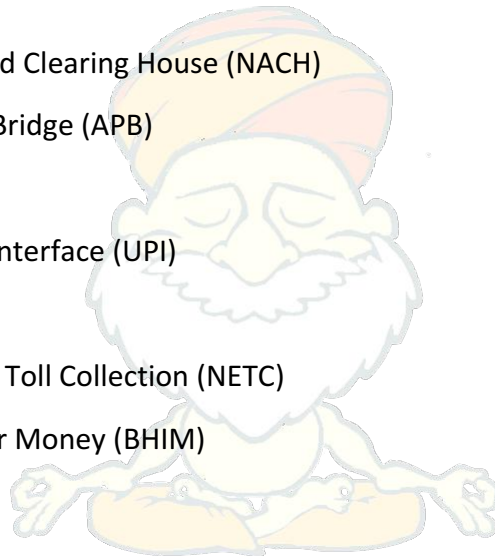 d Clearing House (NACH)
Bridge (APB)
nterface (UPI)
Toll Collection (NETC)
r Money (BHIM)